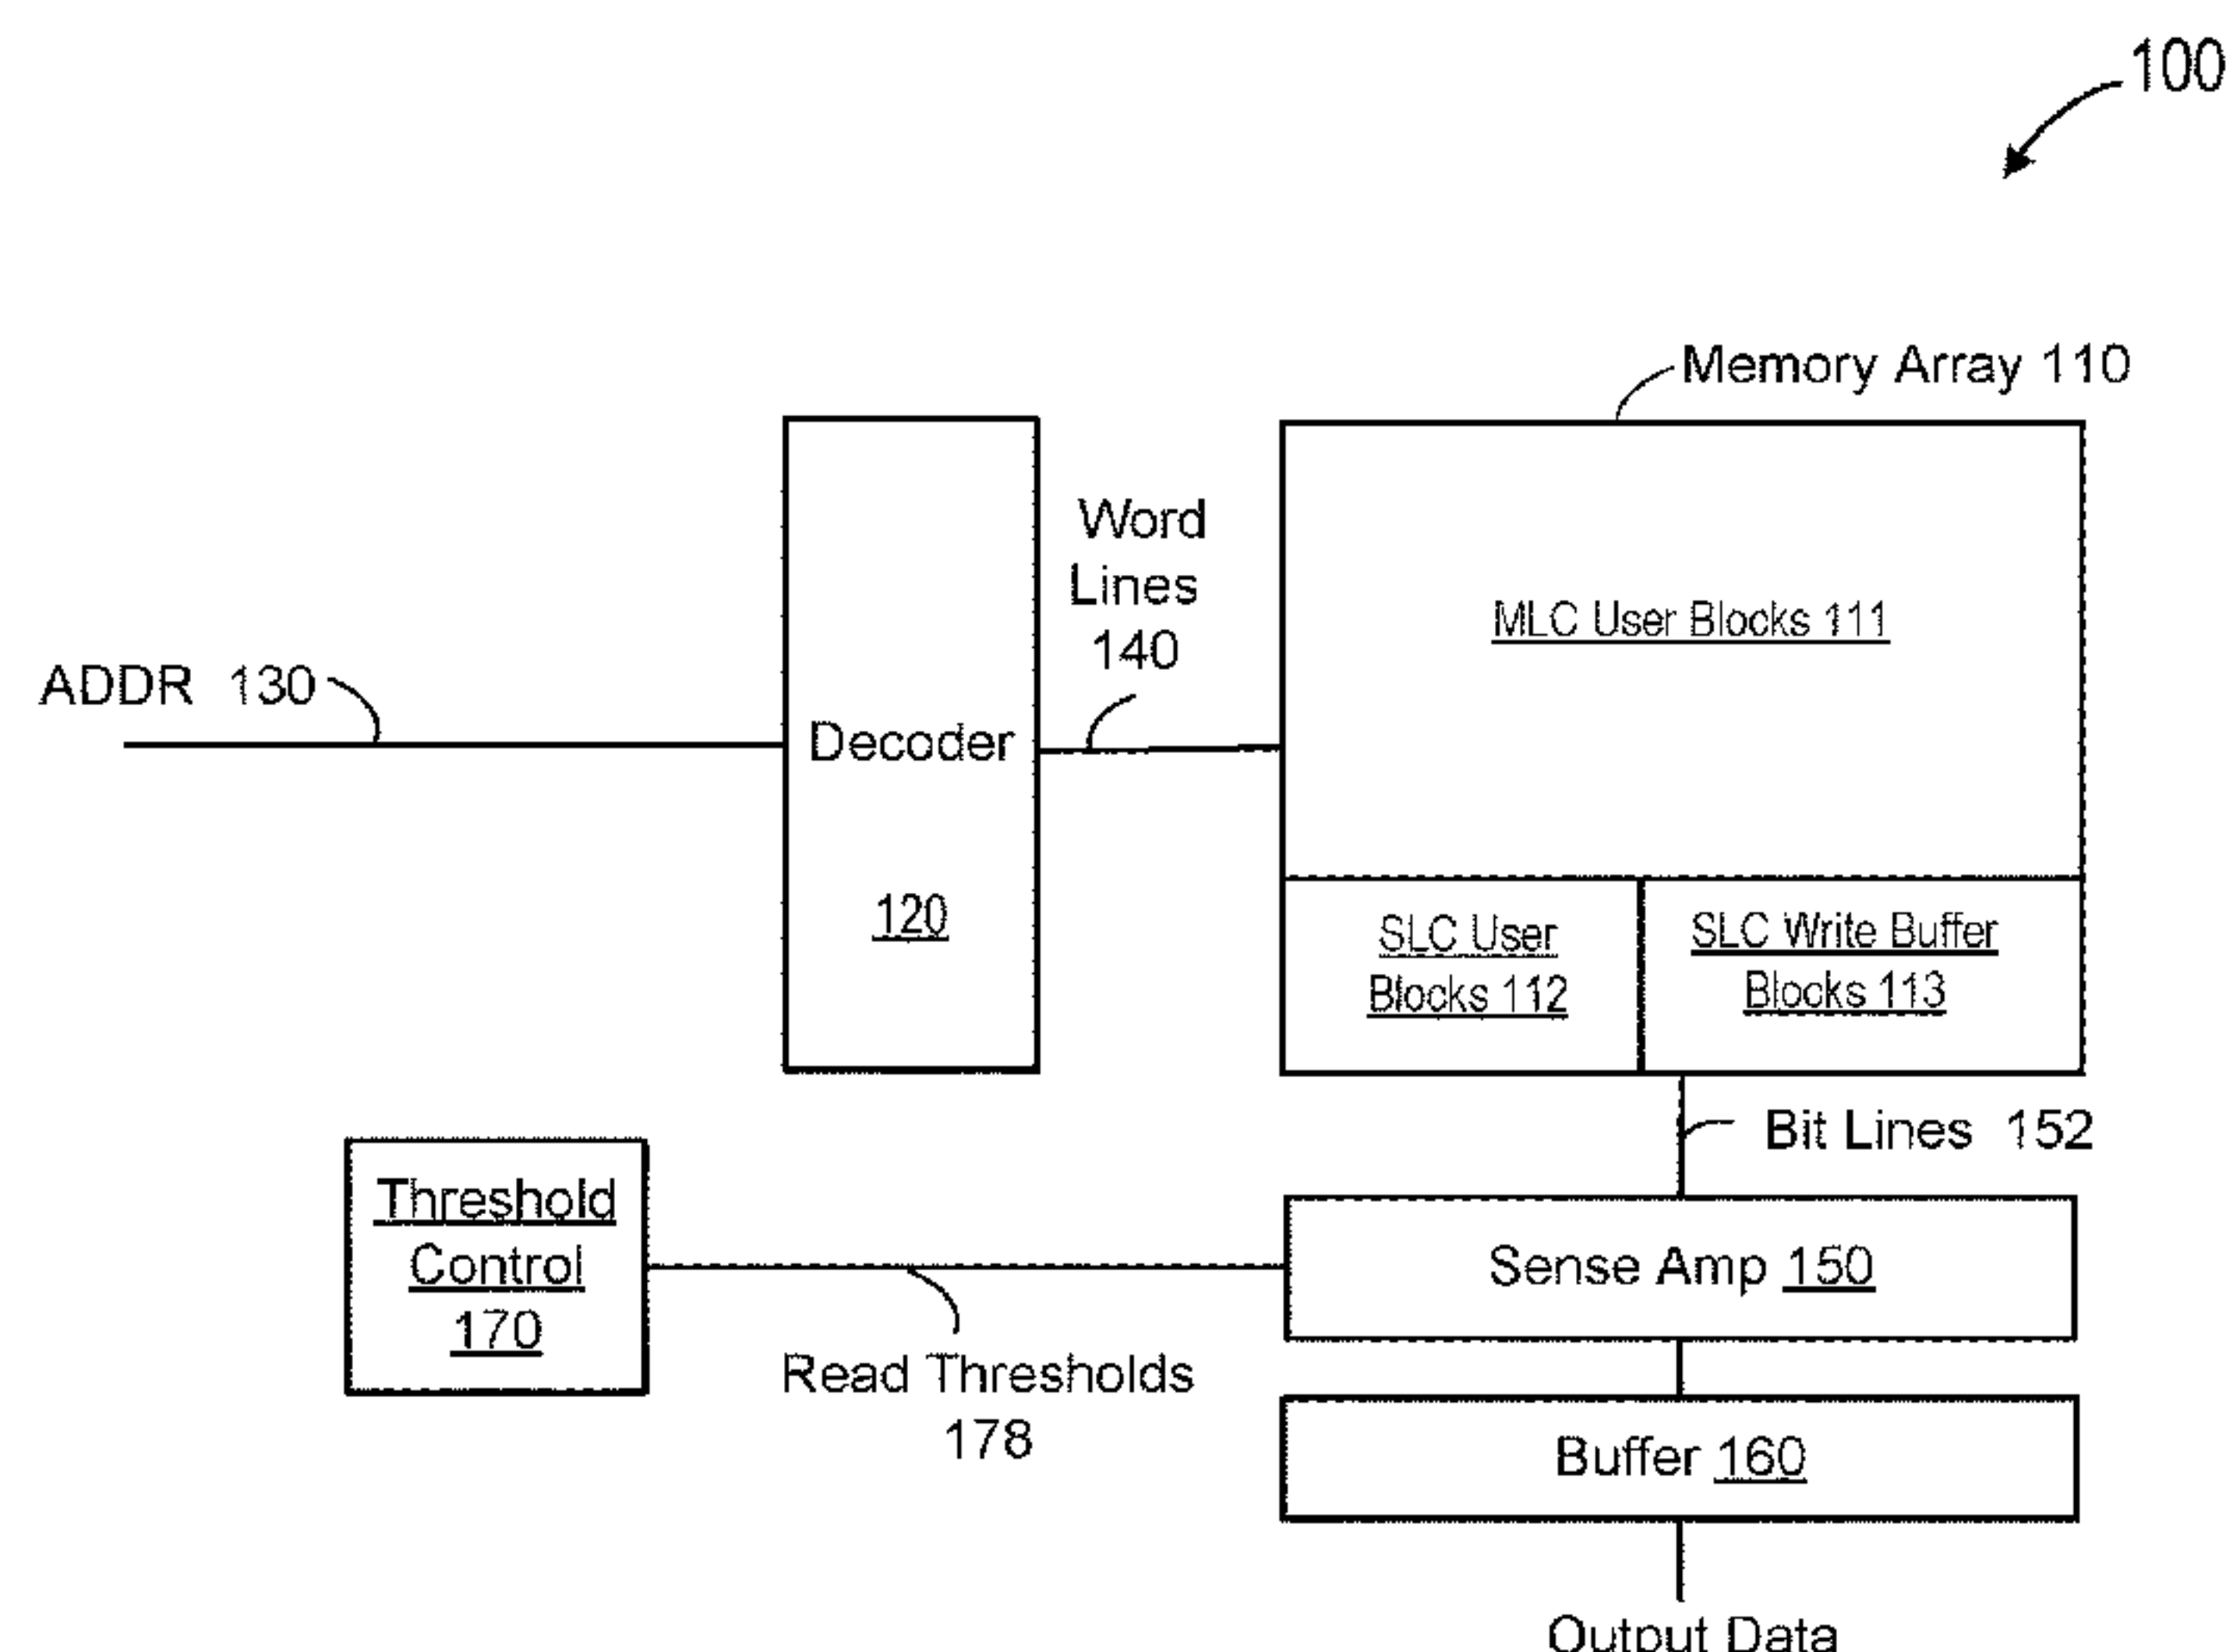 100
Memory Array 110
Word
Lines
140
MLC User Blocks 111
ADDR 130
Decoder
120
SLC User
Blocks 112
SLC Write Buffer
Blocks 113
Bit Lines 152
Threshold
Control
170
Sense Amp 150
Read Thresholds
178
Buffer 160
Output Data